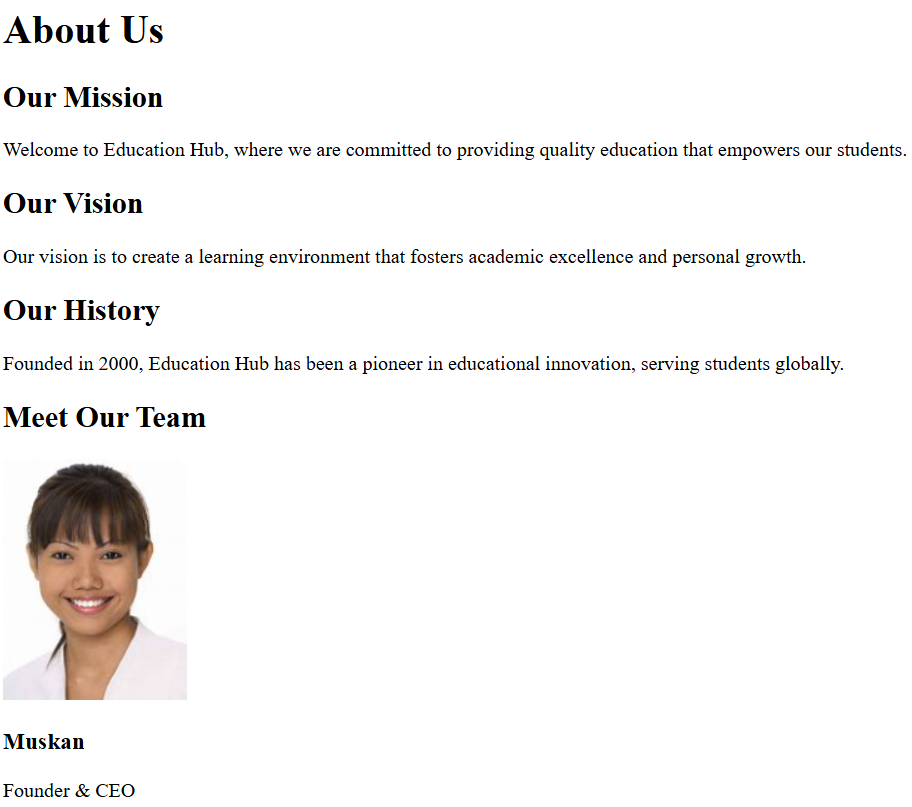 About Us
Our Mission
Welcome to Education Hub, where we are committed to providing quality education that empowers our students.
Our Vision
Our vision is to create a learning environment that fosters academic excellence and personal growth.
Our History
Founded in 2000, Education Hub has been a pioneer in educational innovation, serving students globally.
Meet Our Team
Muskan
Founder & CEO